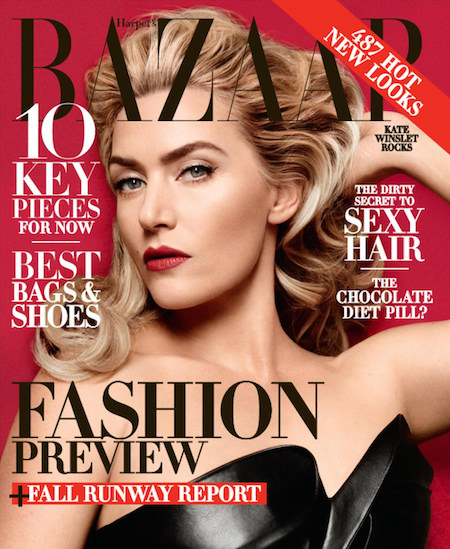 Harper's
BAZAAR
487 HOT
NEW LOOKS
10
KEY
PIECES
FOR NOW
BEST
BAGS &
SHOES
KATE
WINSLET
ROCKS
THE DIRTY
SECRET TO
SEXY
HAIR
THE
CHOCOLATE
DIET PILL?
FASHION
PREVIEW
+FALL RUNWAY REPORT